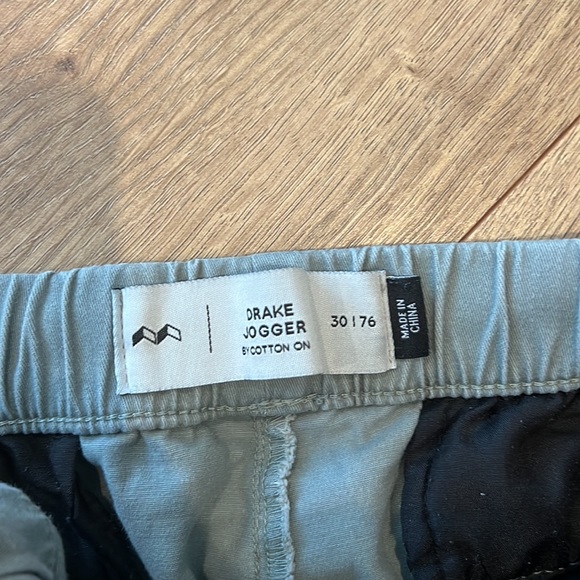 DRAKE
JOGGER
BY COTTON ON
30 | 76
MADE IN
CHINA